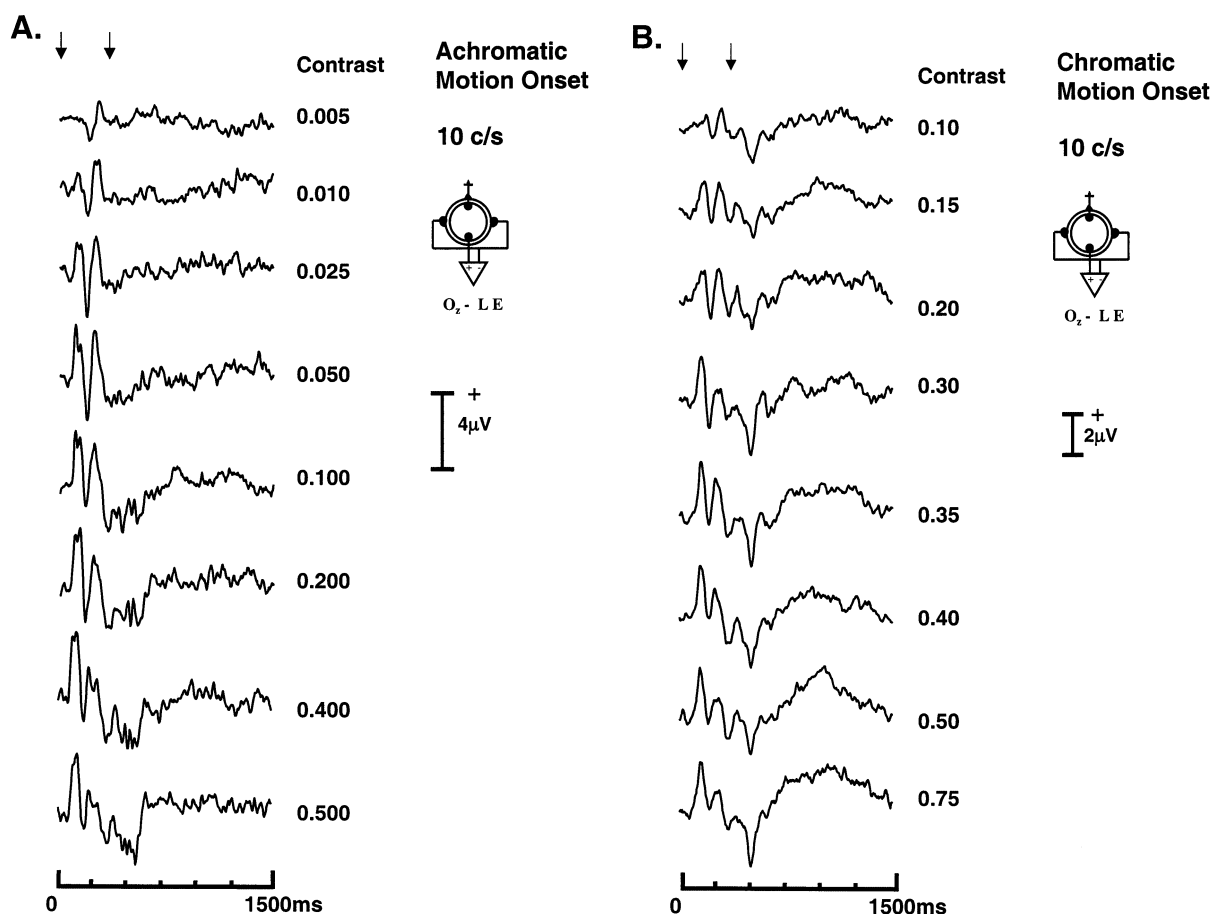 A.
Contrast
Achromatic
Motion Onset
10 c/s
0.005
0.010
0.025
0.050
0.100
0.200
0.400
0.500
+ -
Oz - L E
+
4µV
0
1500ms
B.
Contrast
Chromatic
Motion Onset
10 c/s
0.10
0.15
0.20
0.30
0.35
0.40
0.50
0.75
+ -
Oz - L E
+
2µV
0
1500ms